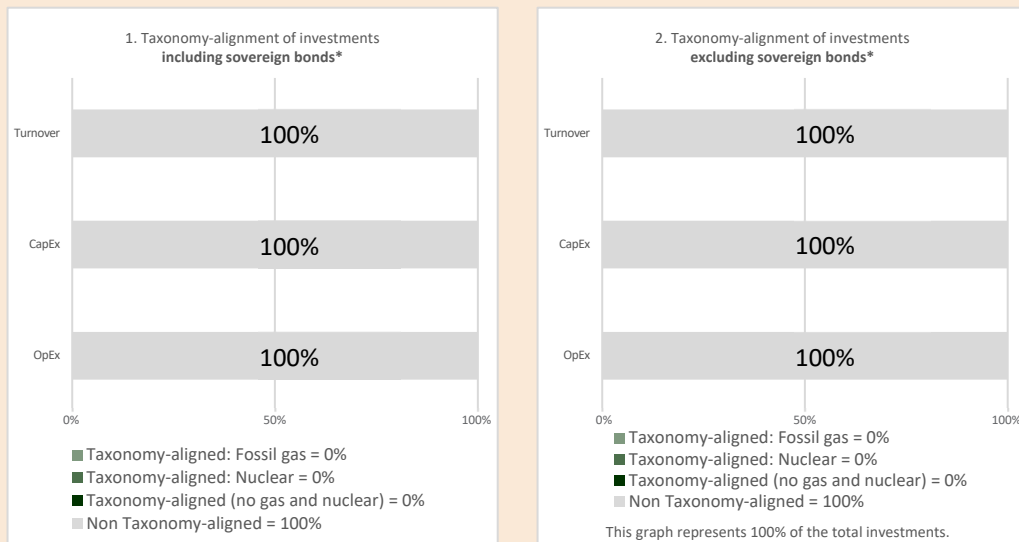 1. Taxonomy-alignment of investments
including sovereign bonds*
Turnover
100%
CapEx
100%
OpEx
100%
0%
50%
100%
Taxonomy-aligned: Fossil gas = 0%
Taxonomy-aligned: Nuclear = 0%
Taxonomy-aligned (no gas and nuclear) = 0%
Non Taxonomy-aligned = 100%
2. Taxonomy-alignment of investments
excluding sovereign bonds*
Turnover
100%
CapEx
100%
OpEx
100%
0%
50%
100%
Taxonomy-aligned: Fossil gas = 0%
Taxonomy-aligned: Nuclear = 0%
Taxonomy-aligned (no gas and nuclear) = 0%
Non Taxonomy-aligned = 100%
This graph represents 100% of the total investments.